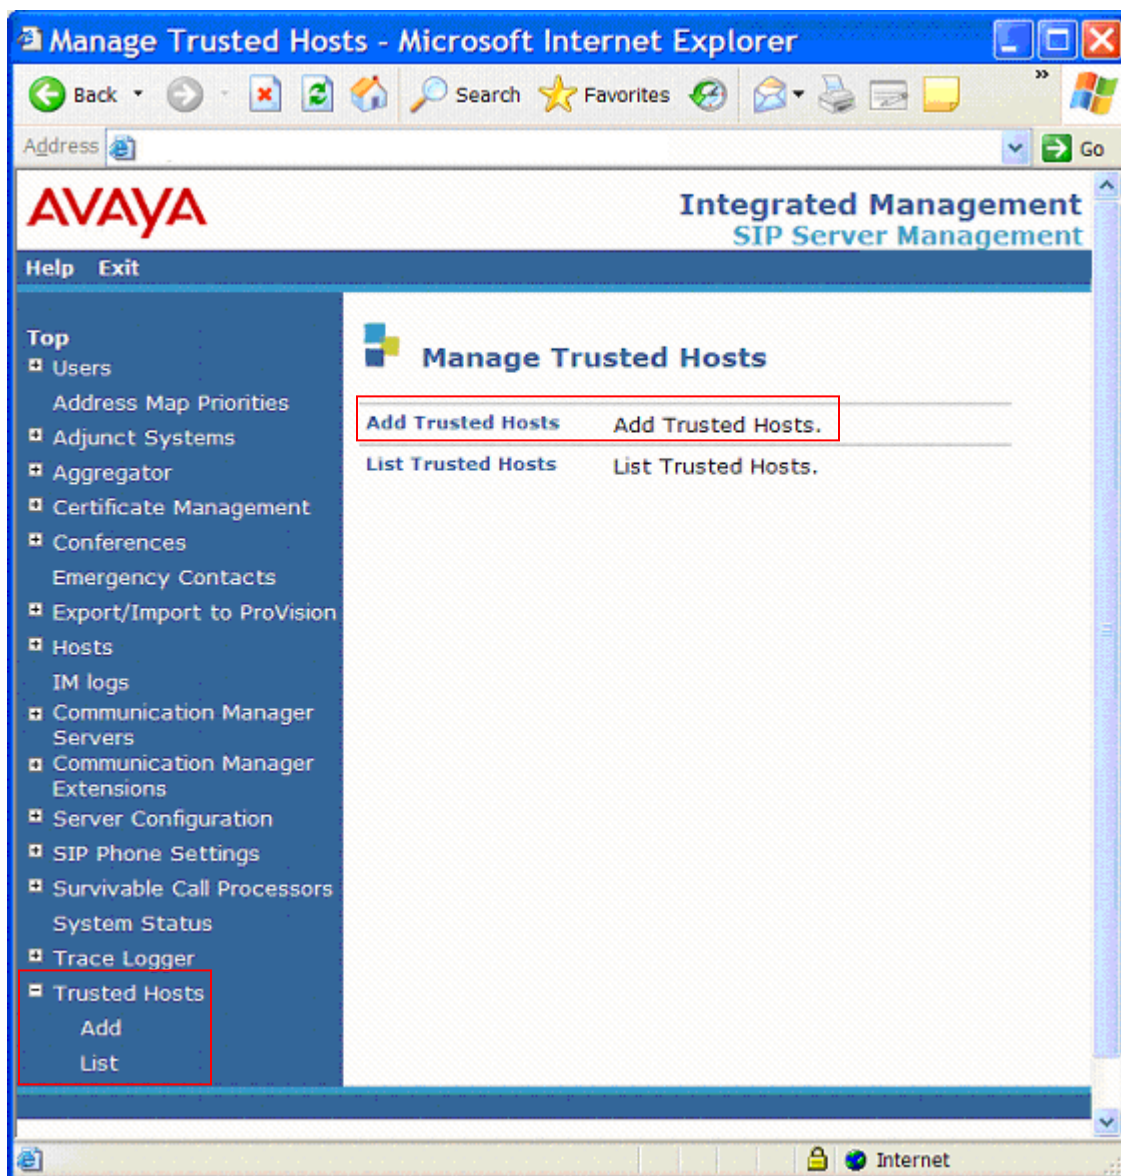 Manage Trusted Hosts - Microsoft Internet Explorer
Back Search Favorites »
Address Go
AVAYA
Integrated Management
SIP Server Management
Help Exit
Top
Users
Address Map Priorities
Adjunct Systems
Aggregator
Certificate Management
Conferences
Emergency Contacts
Export/Import to ProVision
Hosts
IM logs
Communication Manager
Servers
Communication Manager
Extensions
Server Configuration
SIP Phone Settings
Survivable Call Processors
System Status
Trace Logger
Trusted Hosts
Add
List
Manage Trusted Hosts
Add Trusted Hosts Add Trusted Hosts.
List Trusted Hosts List Trusted Hosts.
Internet